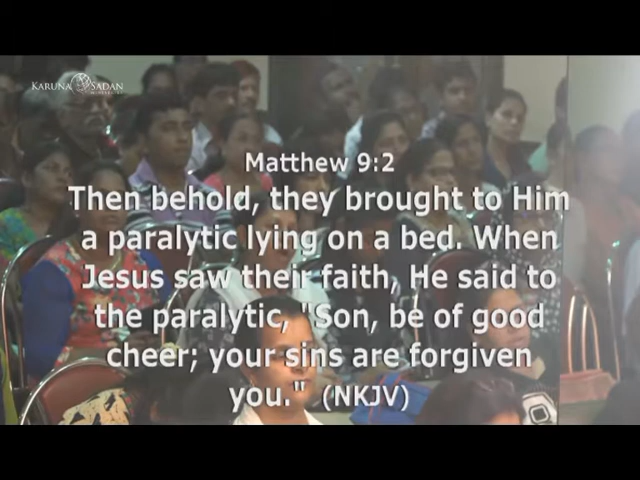 KARUNA SADAN
Matthew 9:2
Then behold, they brought to Him
a paralytic lying on a bed. When
Jesus saw their faith, He said to
the paralytic, "Son, be of good
cheer; your sins are forgiven
you." (NKJV)